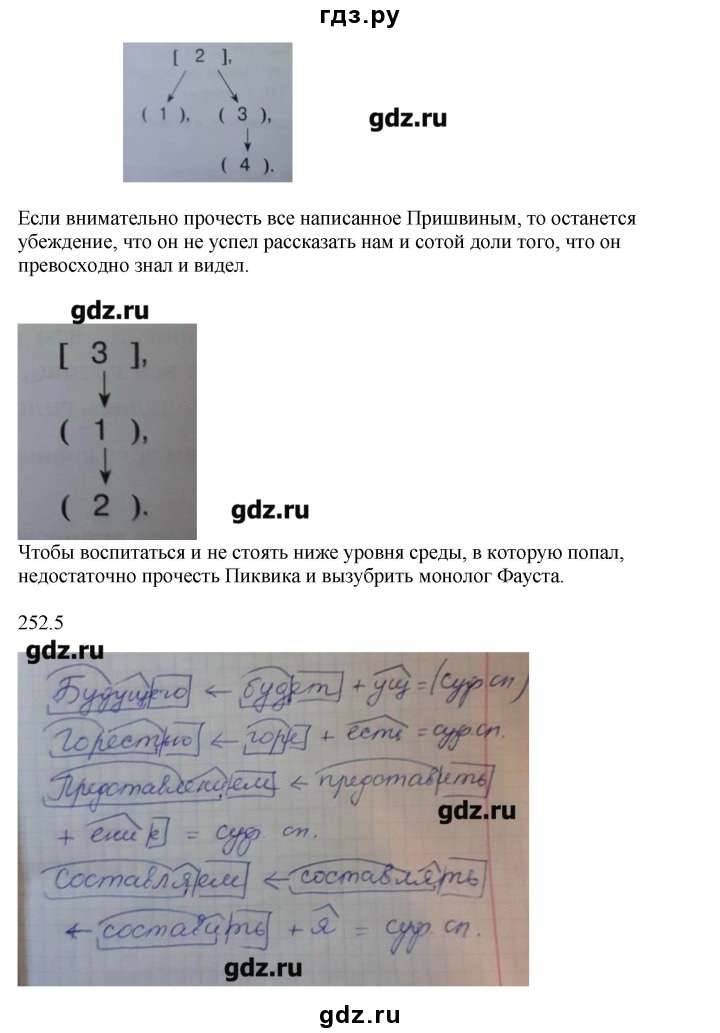 гдз.ру
[ 2 ],
( 1 ), ( 3 ),
gdz.ru
( 4 ).
Если внимательно прочесть все написанное Пришвиным, то останется
убеждение, что он не успел рассказать нам и сотой доли того, что он
превосходно знал и видел.
gdz.ru
[ 3 ],
( 1 ),
( 2 ).
gdz.ru
Чтобы воспитаться и не стоять ниже уровня среды, в которую попал,
недостаточно прочесть Пиквика и вызубрить монолог Фауста.
252.5
gdz.ru
Будущего ← будет + ущ = (суф сп)
Горестью ← горе + есть = суф. сп.
Представлением ← представить
gdz.ru
+ ени е = суф. сп.
Составляем ← составлять
← составить + я = суф. сп.
gdz.ru
gdz.ru